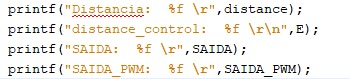 printf("Distancia:  %f \r",distance);
printf("distance_control:  %f \r\n",E);
printf("SAIDA:  %f \r",SAIDA);
printf("SAIDA_PWM:  %f \r",SAIDA_PWM);